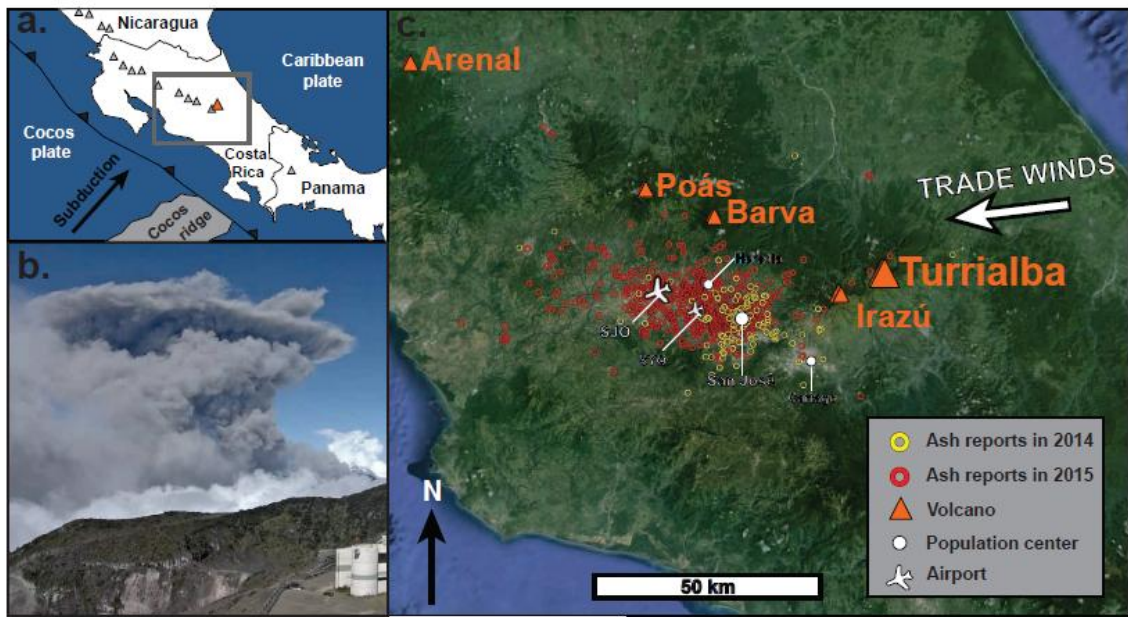 a.
Nicaragua
Caribbean
plate
Cocos
plate
Subduction
Costa
Rica
Panama
Cocos
ridge
b.
c.
Arenal
Poás
Barva
TRADE WINDS
Turrialba
Irazú
SJO
San José
Cartago
N
50 km
Ash reports in 2014
Ash reports in 2015
Volcano
Population center
Airport